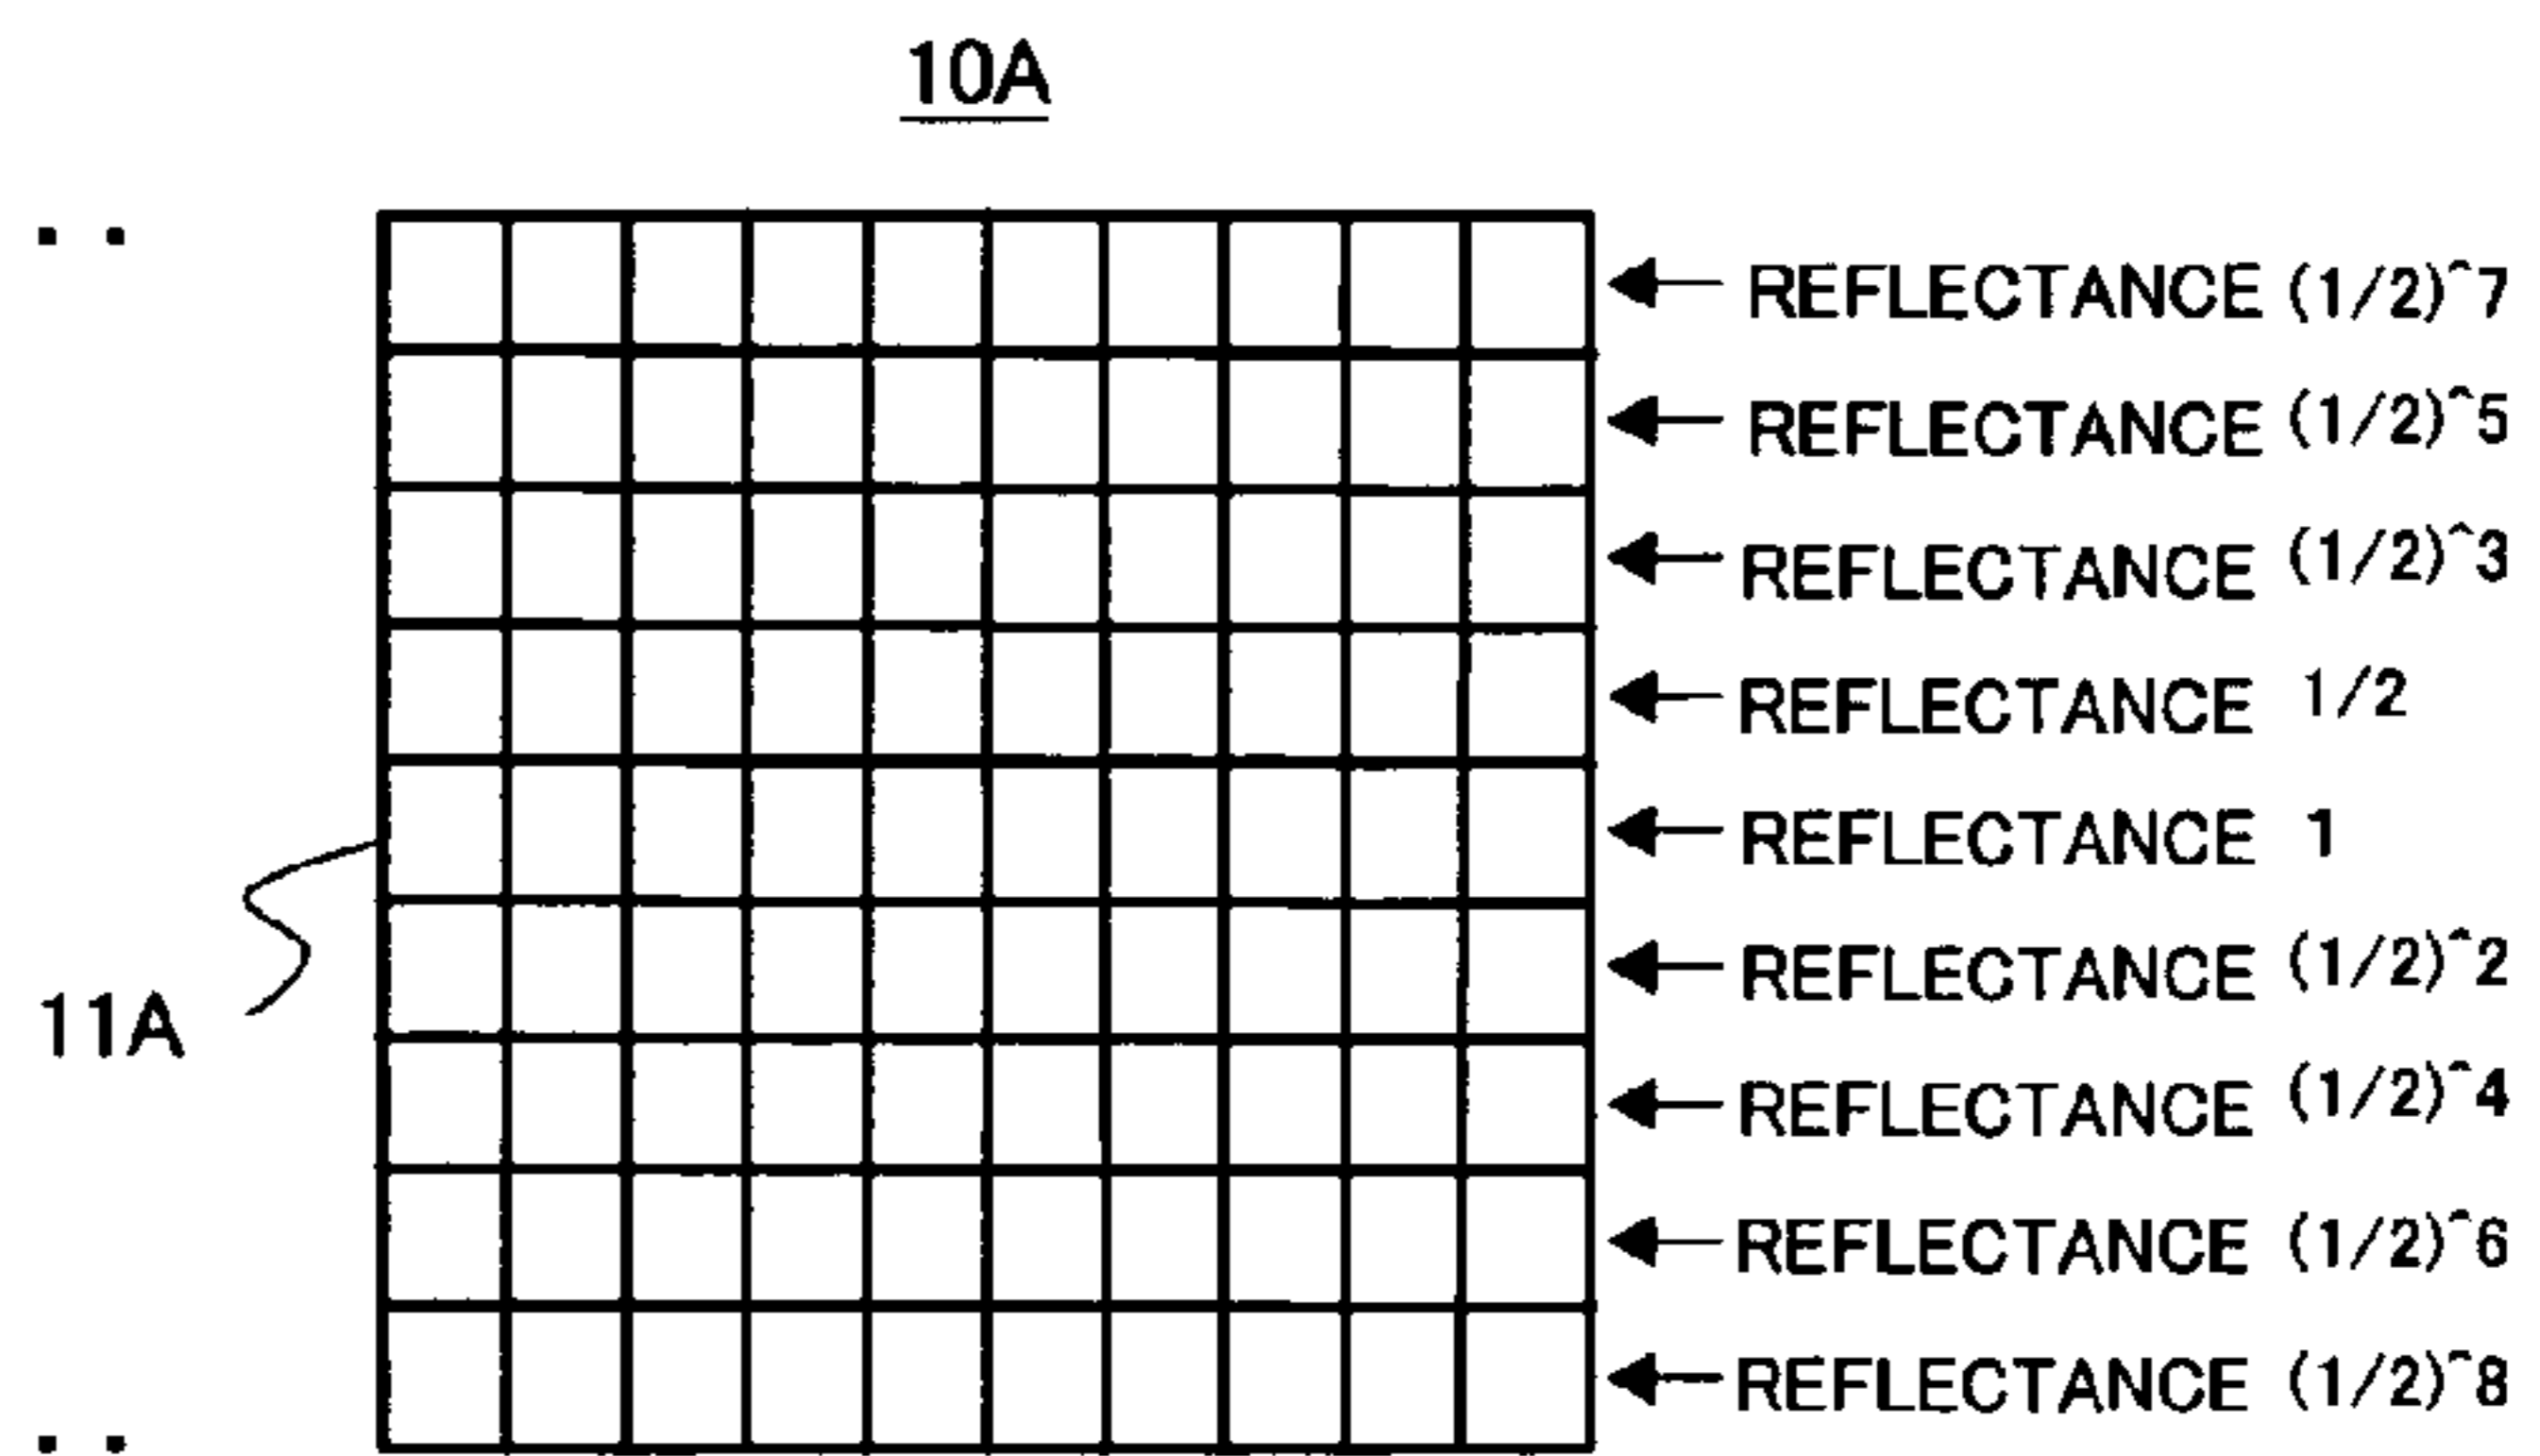 10A
REFLECTANCE (1/2)^7
REFLECTANCE (1/2)^5
REFLECTANCE (1/2)^3
REFLECTANCE 1/2
REFLECTANCE 1
REFLECTANCE (1/2)^2
11A
REFLECTANCE (1/2)^4
REFLECTANCE (1/2)^6
REFLECTANCE (1/2)^8